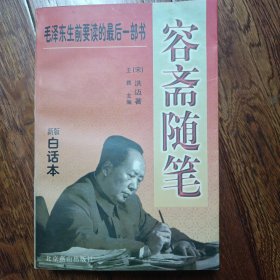 毛泽东生前要读的最后一部书
容斋随笔
(宋)洪迈著
主编
新版
白话本
北京燕山出版社